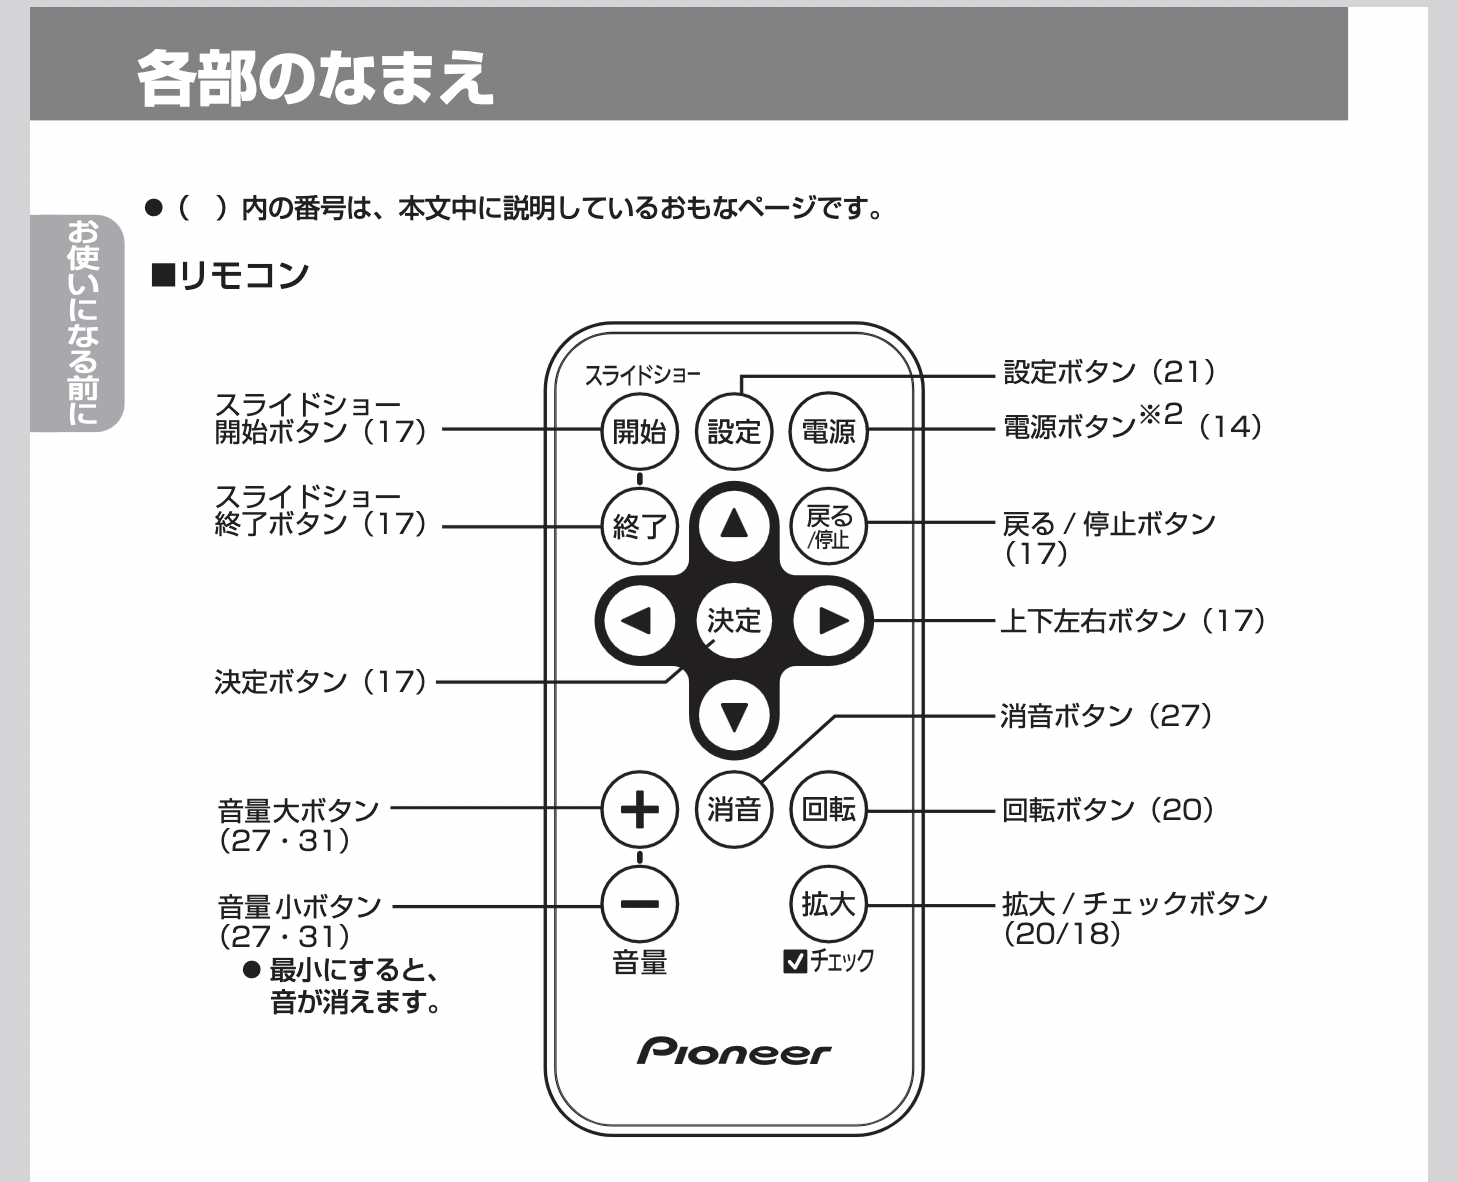 各部のなまえ
●（　）内の番号は、本文中に説明しているおもなページです。
お使いになる前に
■リモコン
スライドショー
開始ボタン（17）
スライドショー
終了ボタン（17）
決定ボタン（17）
音量大ボタン
（27・31）
音量小ボタン
（27・31）
● 最小にすると、
音が消えます。
スライドショー
開始
設定
電源
終了
戻る
/停止
▲
◀
決定
▶
▼
＋
消音
回転
−
拡大
音量
チェック
Pioneer
設定ボタン（21）
電源ボタン※2（14）
戻る / 停止ボタン
（17）
上下左右ボタン（17）
消音ボタン（27）
回転ボタン（20）
拡大 / チェックボタン
（20/18）